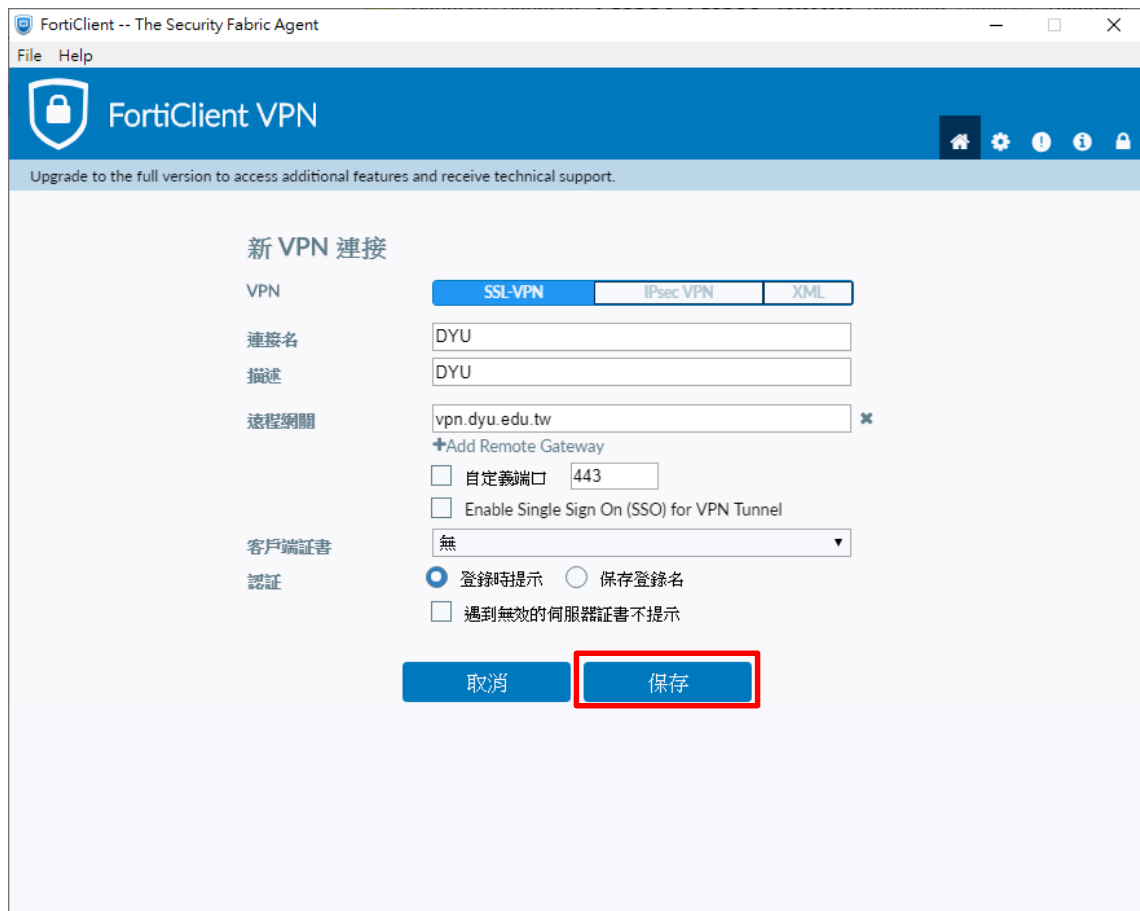 FortiClient -- The Security Fabric Agent
File Help
FortiClient VPN
Upgrade to the full version to access additional features and receive technical support.
新 VPN 連接
VPN SSL-VPN IPsec VPN XML
連接名 DYU
描述 DYU
遠程網關 vpn.dyu.edu.tw
+Add Remote Gateway
自定義端口 443
Enable Single Sign On (SSO) for VPN Tunnel
客戶端証書 無
認証 登錄時提示 保存登錄名
遇到無效的伺服器証書不提示
取消 保存